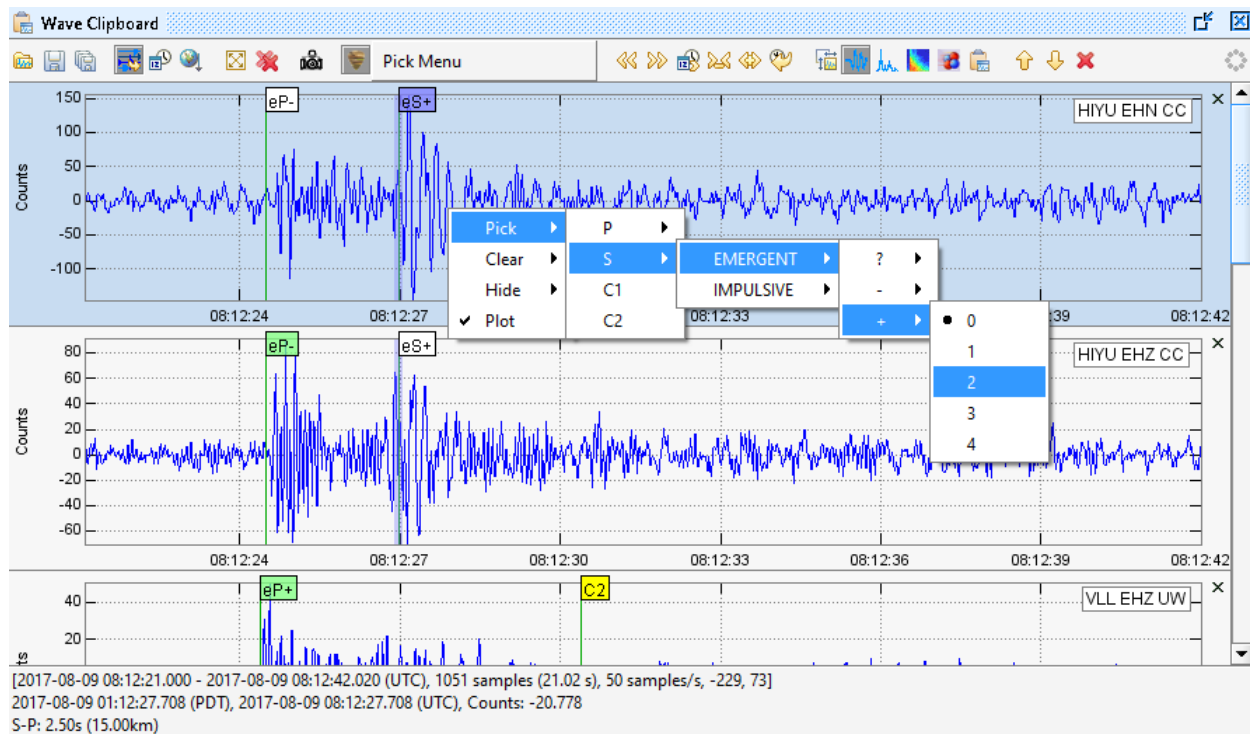 Wave Clipboard
Pick Menu
150
100
50
0
-50
-100
Counts
eP-
eS+
HIYU EHN CC
08:12:24
08:12:27
08:12:33
:39
08:12:42
Pick
Clear
Hide
Plot
P
S
C1
C2
EMERGENT
IMPULSIVE
?
-
+
0
1
2
3
4
80
60
40
20
0
-20
-40
-60
Counts
eP-
eS+
HIYU EHZ CC
08:12:24
08:12:27
08:12:30
08:12:33
08:12:36
08:12:39
08:12:42
40
20
ts
eP+
C2
VLL EHZ UW
[2017-08-09 08:12:21.000 - 2017-08-09 08:12:42.020 (UTC), 1051 samples (21.02 s), 50 samples/s, -229, 73]
2017-08-09 01:12:27.708 (PDT), 2017-08-09 08:12:27.708 (UTC), Counts: -20.778
S-P: 2.50s (15.00km)